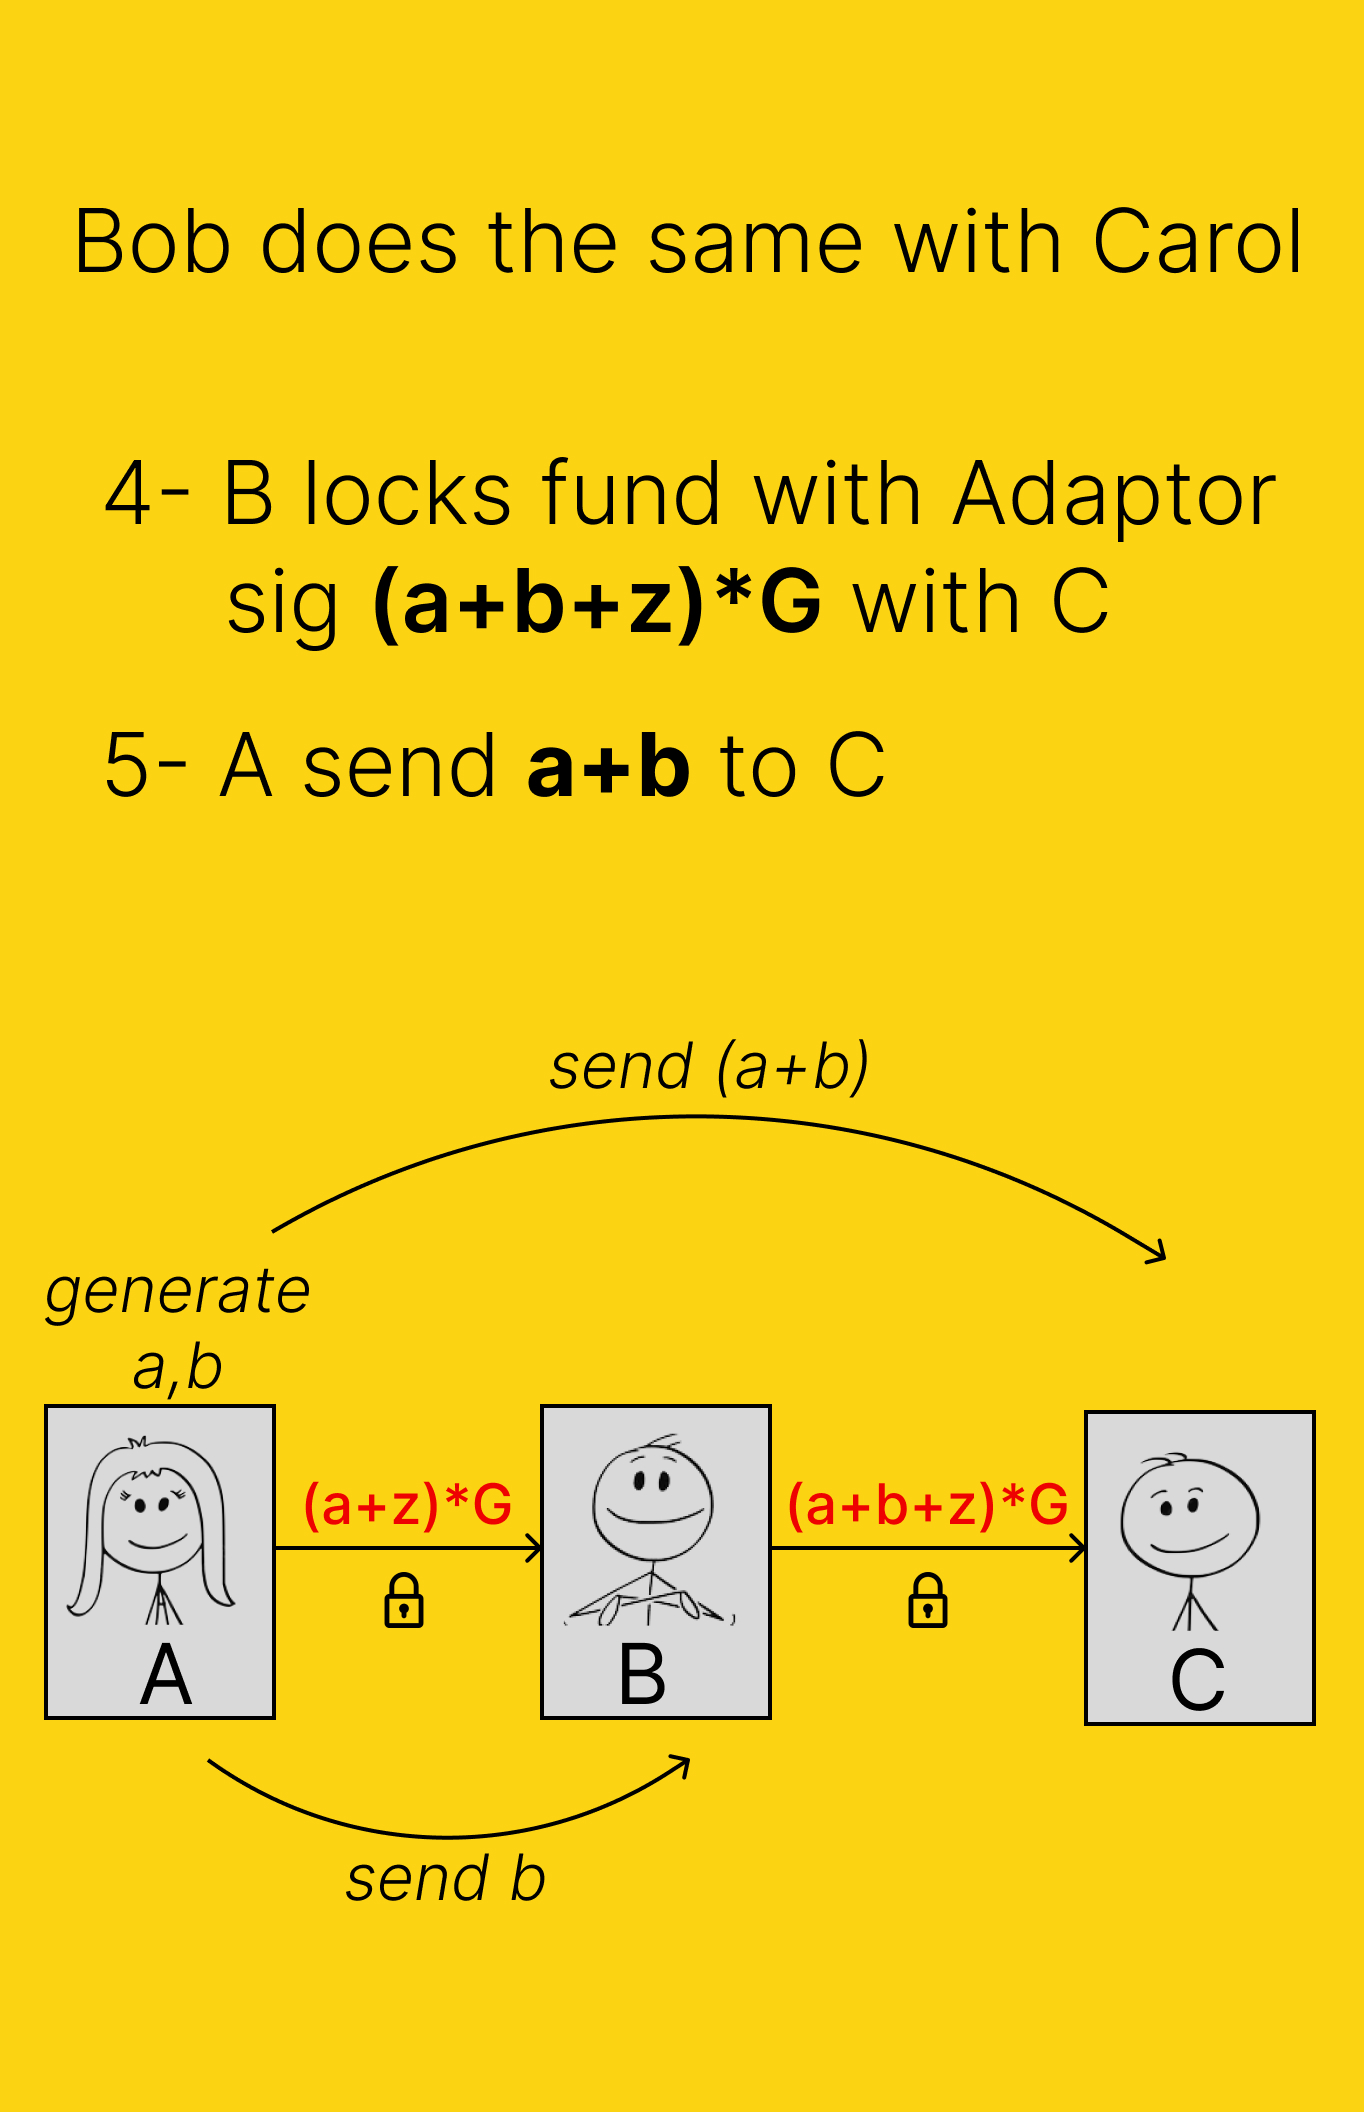 Bob does the same with Carol
4- B locks fund with Adaptor
sig (a+b+z)*G with C
5- A send a+b to C
send (a+b)
generate
a,b
(a+z)*G
(a+b+z)*G
A
B
C
send b